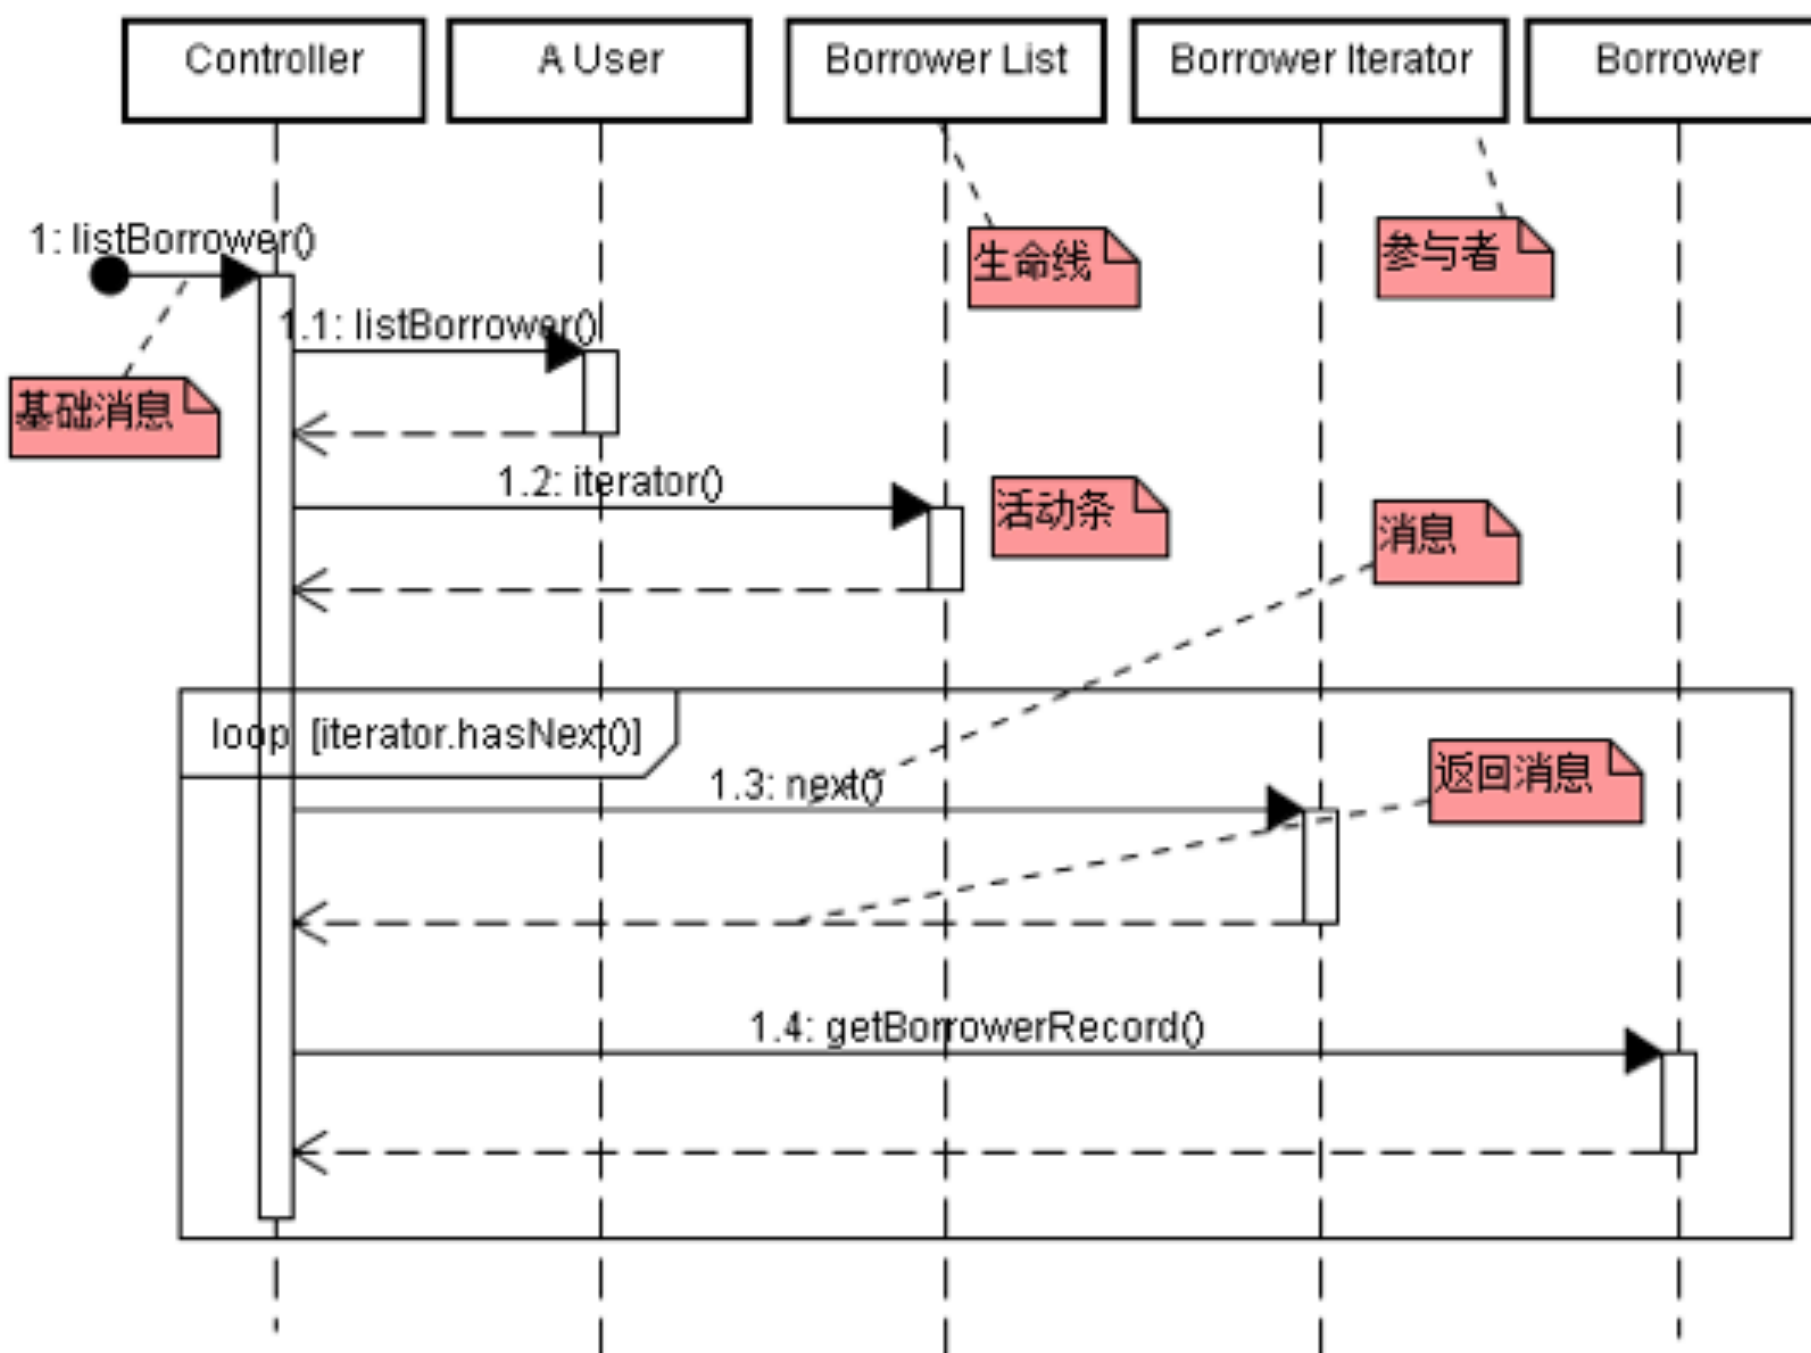 Controller
A User
Borrower List
Borrower Iterator
Borrower
1: listBorrower()
生命线
参与者
1.1: listBorrower()
基础消息
1.2: iterator()
活动条
消息
loop [iterator.hasNext()]
1.3: next()
返回消息
1.4: getBorrowerRecord()